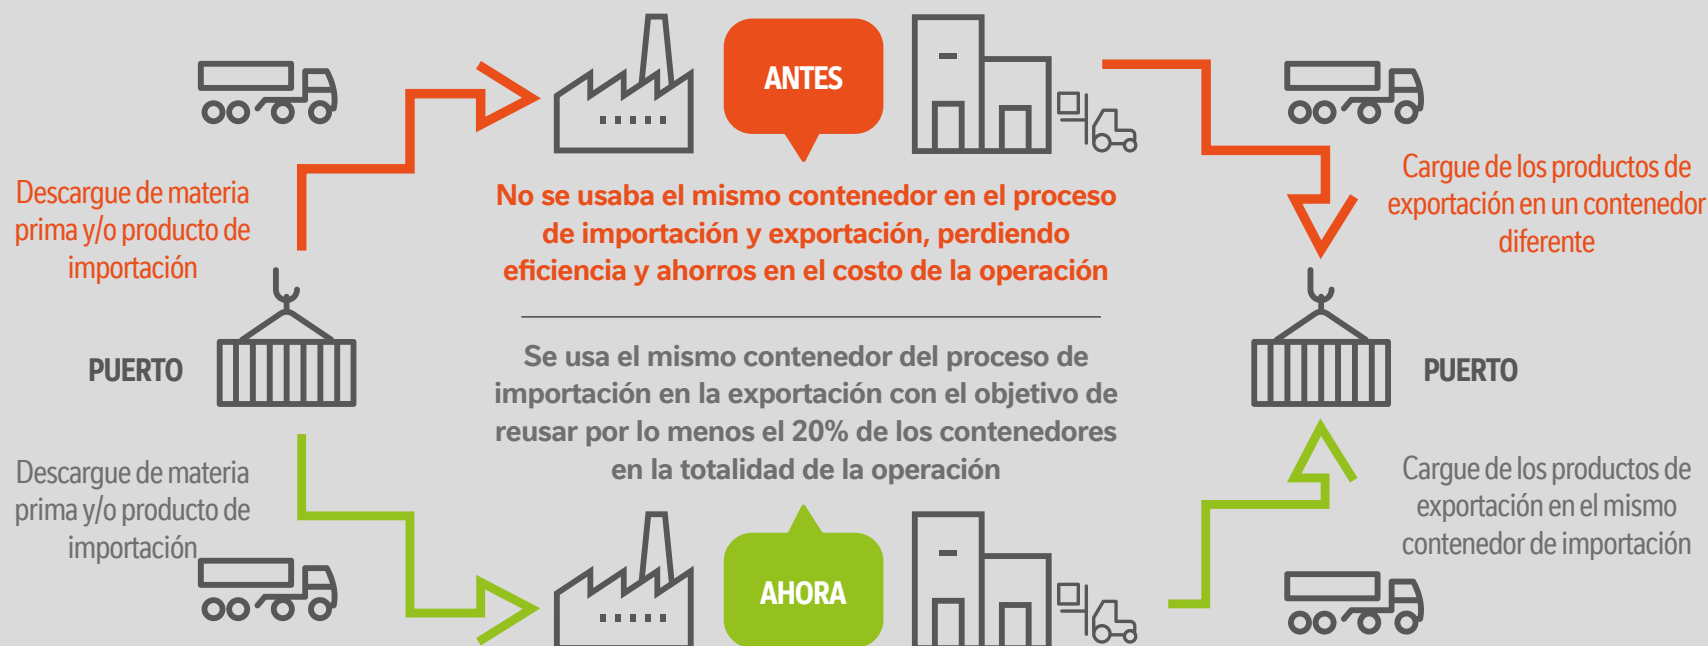 ANTES
Descargue de materia
prima y/o producto de
importación
No se usaba el mismo contenedor en el proceso
de importación y exportación, perdiendo
eficiencia y ahorros en el costo de la operación
Cargue de los productos de
exportación en un contenedor
diferente
PUERTO
Se usa el mismo contenedor del proceso de
importación en la exportación con el objetivo de
reusar por lo menos el 20% de los contenedores
en la totalidad de la operación
PUERTO
Descargue de materia
prima y/o producto de
importación
AHORA
Cargue de los productos de
exportación en el mismo
contenedor de importación